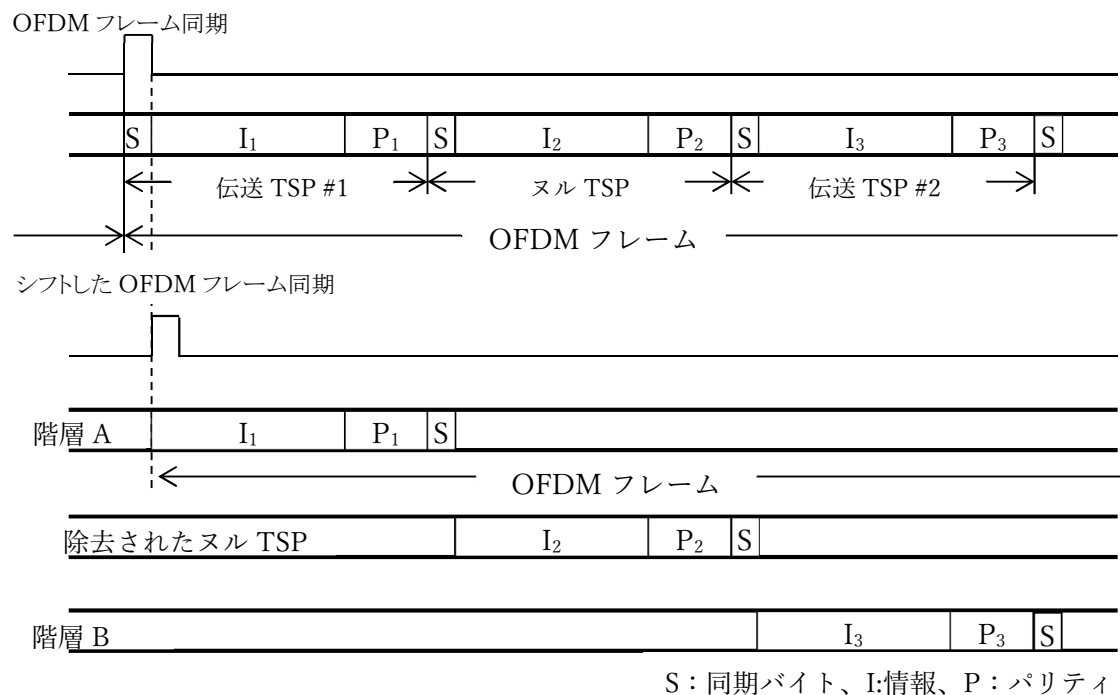 OFDM フレーム同期
S I₁ P₁ S I₂ P₂ S I₃ P₃ S
伝送 TSP #1 ヌル TSP 伝送 TSP #2
OFDM フレーム
シフトした OFDM フレーム同期
階層 A I₁ P₁ S
OFDM フレーム
除去されたヌル TSP I₂ P₂ S
階層 B I₃ P₃ S
S：同期バイト、I:情報、P：パリティ